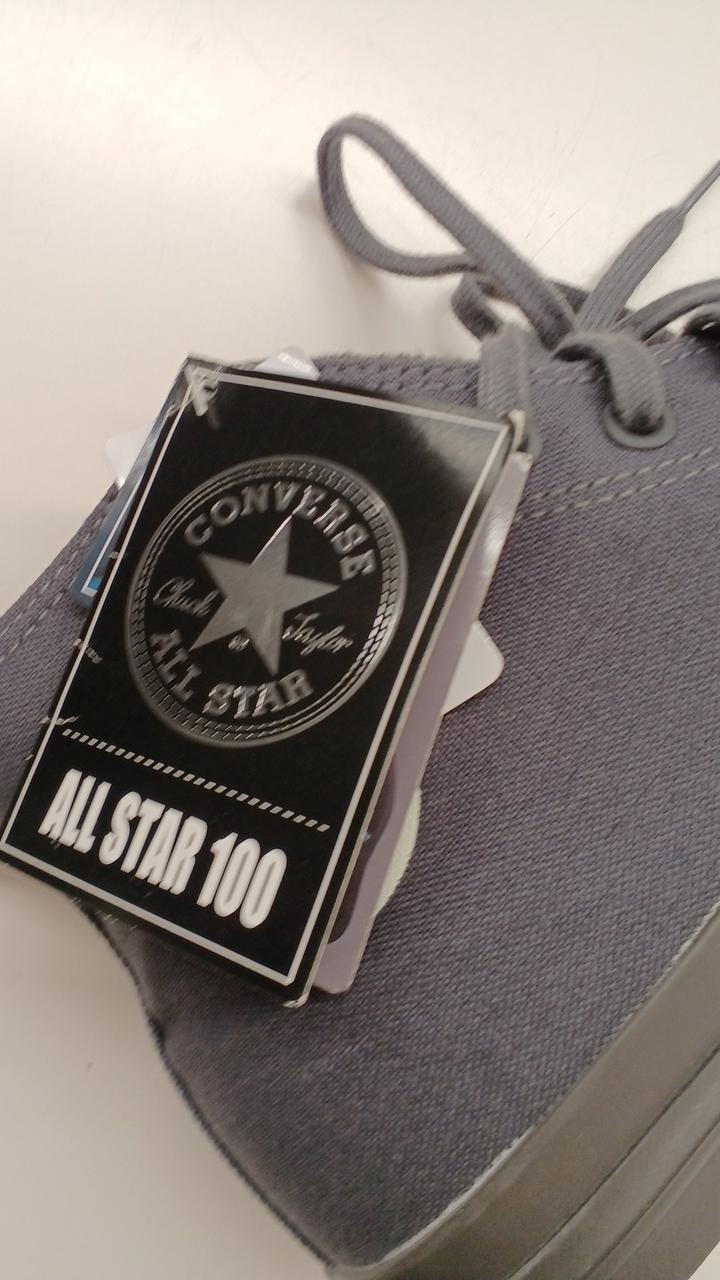 CONVERSE
Chuck Taylor
ALL STAR
ALL STAR 100